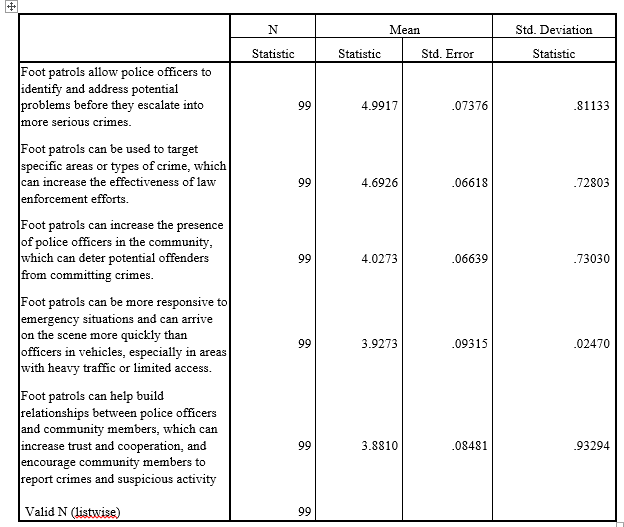 N Mean Std. Deviation
Statistic Statistic Std. Error Statistic
Foot patrols allow police officers to
identify and address potential
problems before they escalate into 99 4.9917 .07376 .81133
more serious crimes.
Foot patrols can be used to target
specific areas or types of crime, which
can increase the effectiveness of law 99 4.6926 .06618 .72803
enforcement efforts.
Foot patrols can increase the presence
of police officers in the community,
which can deter potential offenders 99 4.0273 .06639 .73030
from committing crimes.
Foot patrols can be more responsive to
emergency situations and can arrive
on the scene more quickly than 99 3.9273 .09315 .02470
officers in vehicles, especially in areas
with heavy traffic or limited access.
Foot patrols can help build
relationships between police officers
and community members, which can
increase trust and cooperation, and 99 3.8810 .08481 .93294
encourage community members to
report crimes and suspicious activity
Valid N (listwise) 99